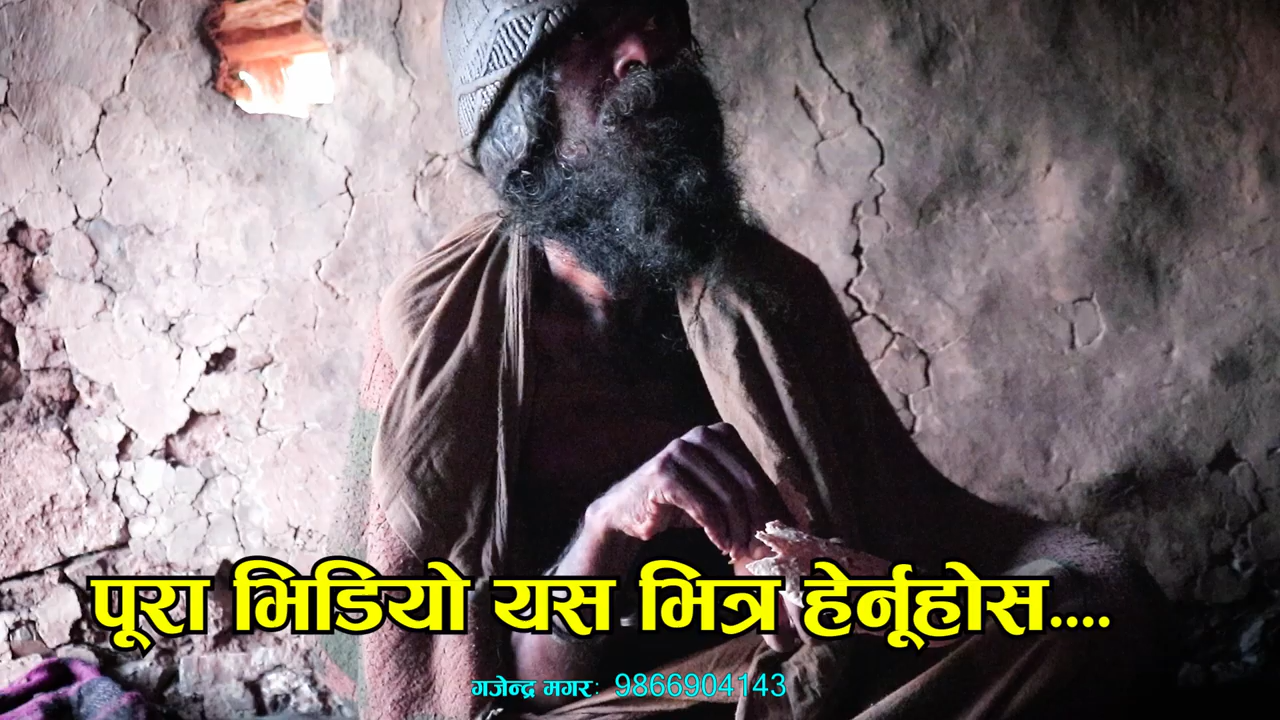 पूरा भिडियो यस भित्र हेर्नूहोस....
गजेन्द्र मगरः 9866904143